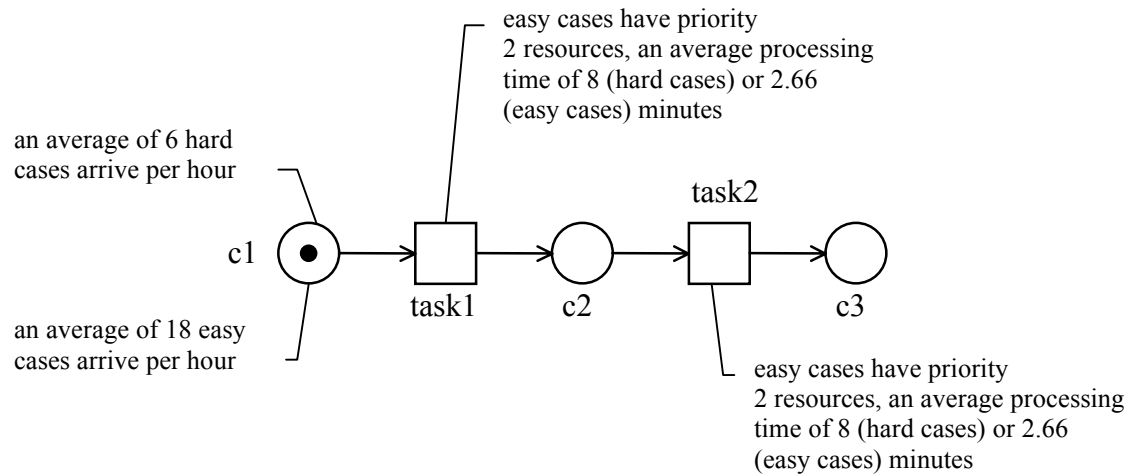 easy cases have priority
2 resources, an average processing
time of 8 (hard cases) or 2.66
(easy cases) minutes
an average of 6 hard
cases arrive per hour
task2
c1
task1
c2
c3
an average of 18 easy
cases arrive per hour
easy cases have priority
2 resources, an average processing
time of 8 (hard cases) or 2.66
(easy cases) minutes